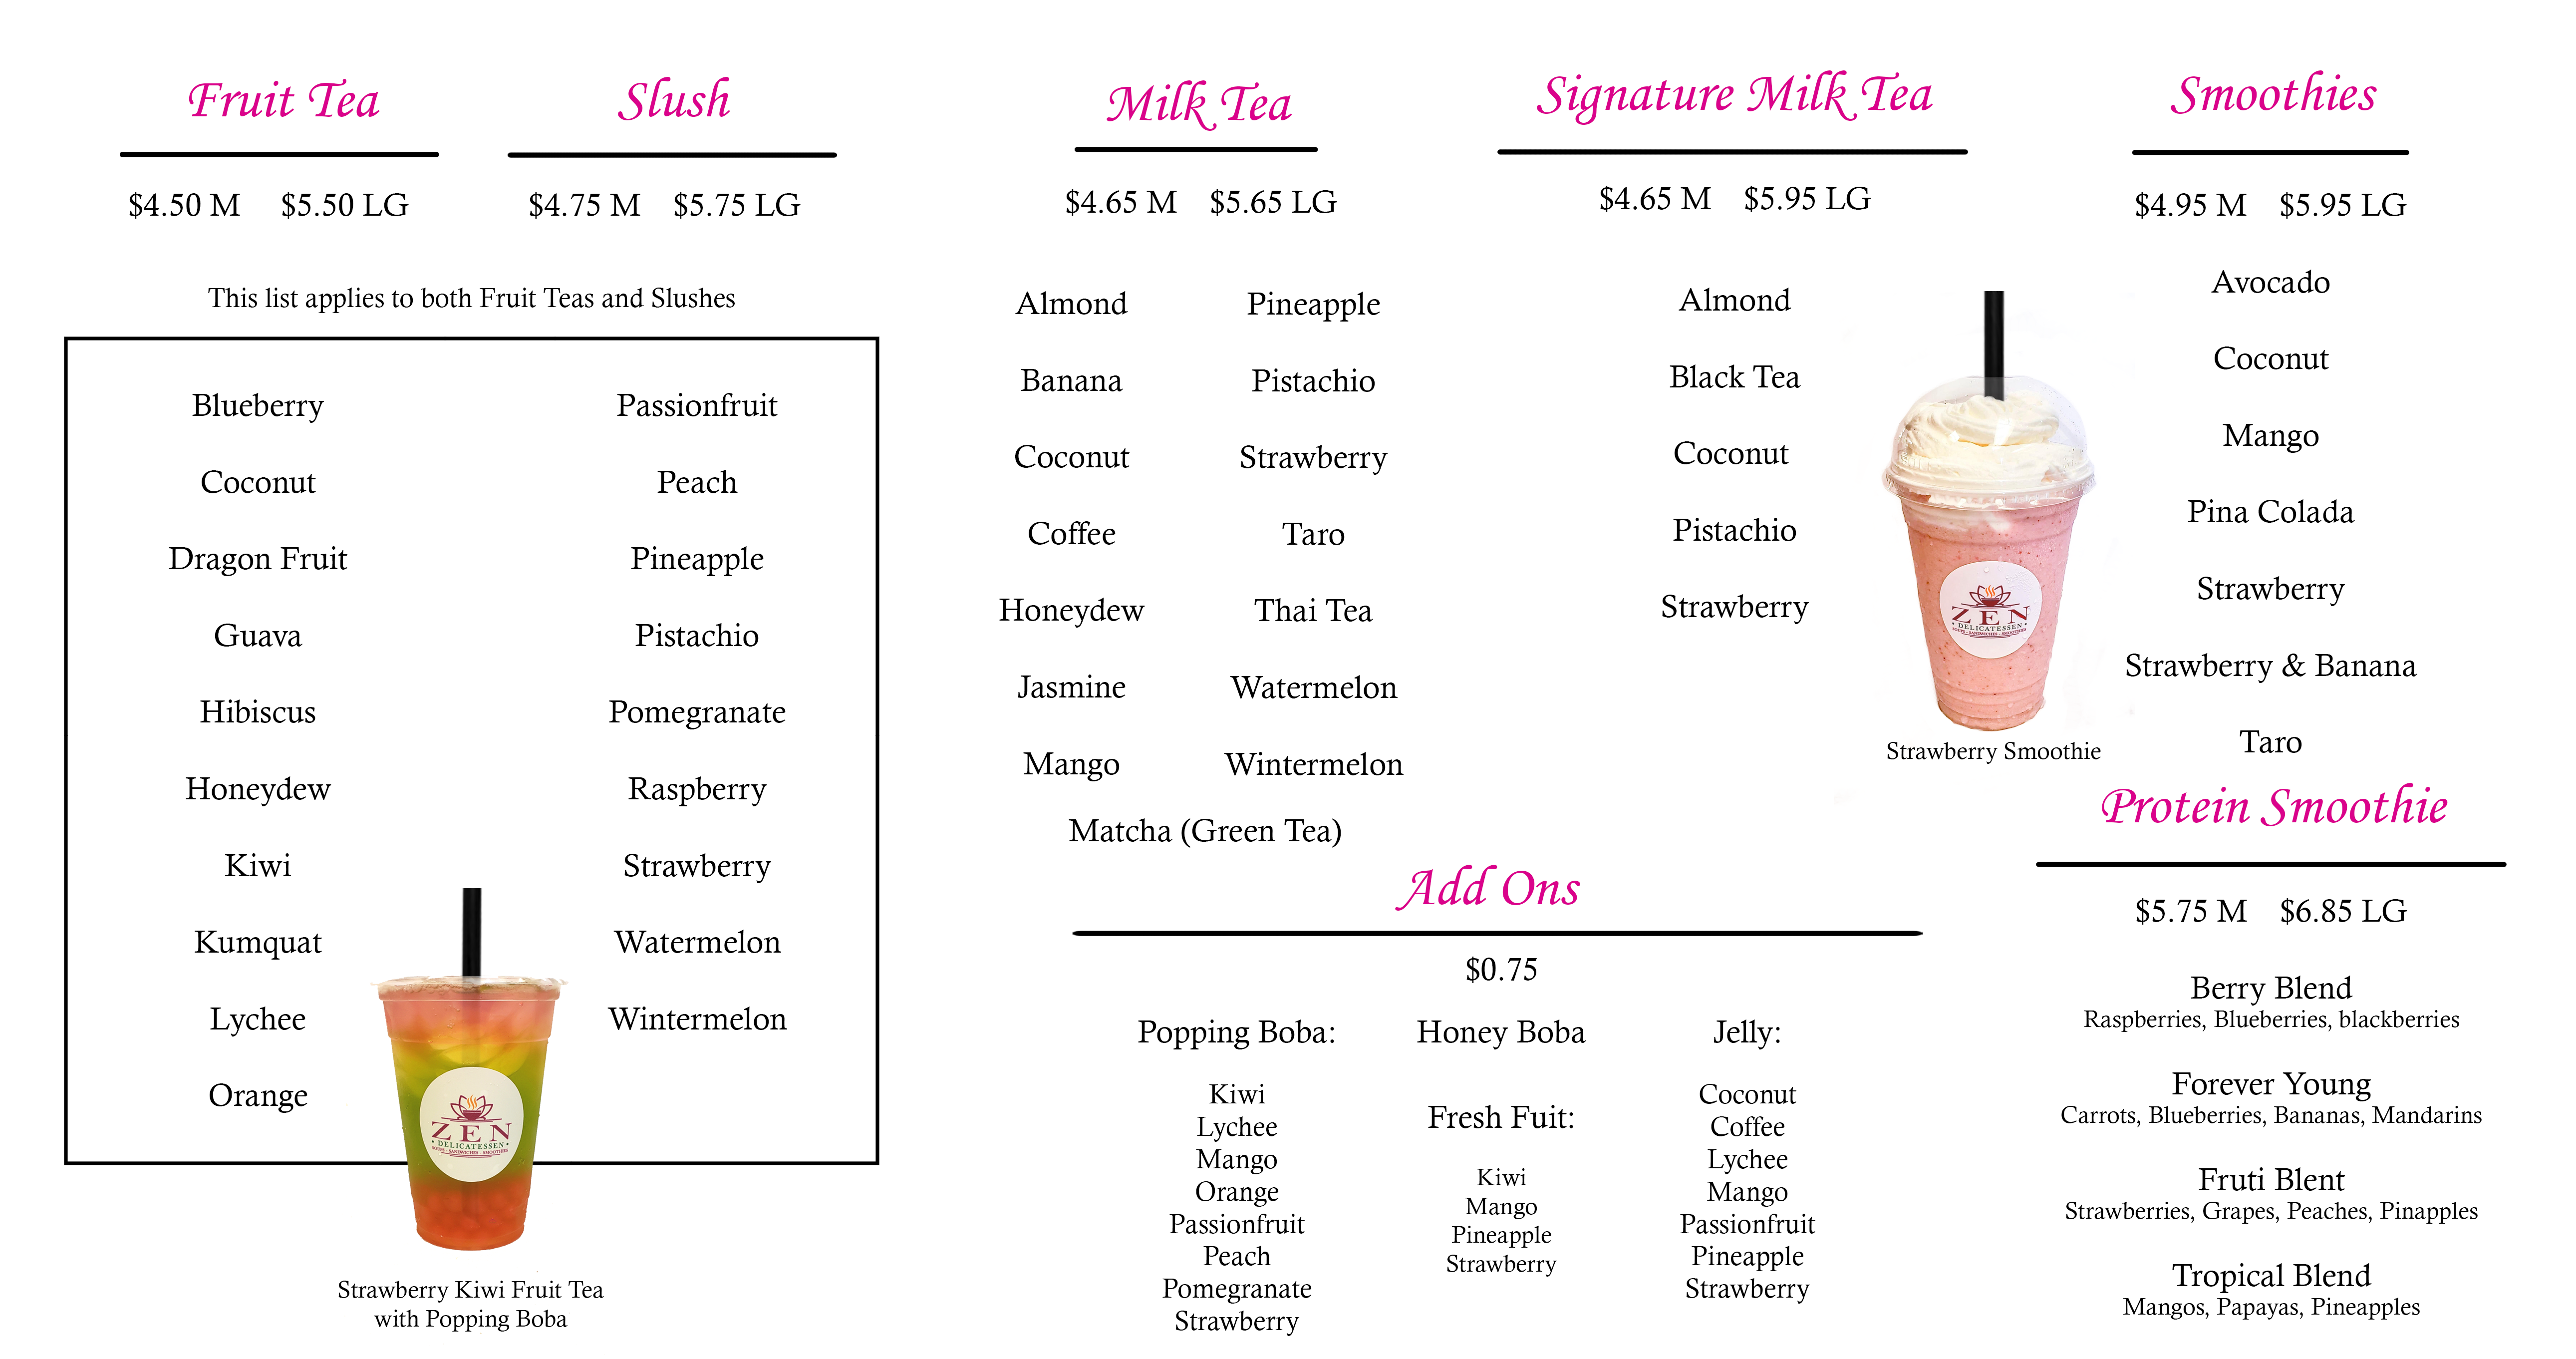 Fruit Tea
$4.50 M $5.50 LG
Slush
$4.75 M $5.75 LG
This list applies to both Fruit Teas and Slushes
Blueberry
Coconut
Dragon Fruit
Guava
Hibiscus
Honeydew
Kiwi
Kumquat
Lychee
Orange
Passionfruit
Peach
Pineapple
Pistachio
Pomegranate
Raspberry
Strawberry
Watermelon
Wintermelon
ZEN
DELICATESSEN
SOUPS - SANDWICHES - SMOOTHIES
Strawberry Kiwi Fruit Tea
with Popping Boba
Milk Tea
$4.65 M $5.65 LG
Almond
Banana
Coconut
Coffee
Honeydew
Jasmine
Mango
Pineapple
Pistachio
Strawberry
Taro
Thai Tea
Watermelon
Wintermelon
Matcha (Green Tea)
Signature Milk Tea
$4.65 M $5.95 LG
Almond
Black Tea
Coconut
Pistachio
Strawberry
ZEN
DELICATESSEN
SOUPS - SANDWICHES - SMOOTHIES
Strawberry Smoothie
Smoothies
$4.95 M $5.95 LG
Avocado
Coconut
Mango
Pina Colada
Strawberry
Strawberry & Banana
Taro
Add Ons
$0.75
Popping Boba:
Kiwi
Lychee
Mango
Orange
Passionfruit
Peach
Pomegranate
Strawberry
Honey Boba
Fresh Fuit:
Kiwi
Mango
Pineapple
Strawberry
Jelly:
Coconut
Coffee
Lychee
Mango
Passionfruit
Pineapple
Strawberry
Protein Smoothie
$5.75 M $6.85 LG
Berry Blend
Raspberries, Blueberries, blackberries
Forever Young
Carrots, Blueberries, Bananas, Mandarins
Fruti Blent
Strawberries, Grapes, Peaches, Pinapples
Tropical Blend
Mangos, Papayas, Pineapples